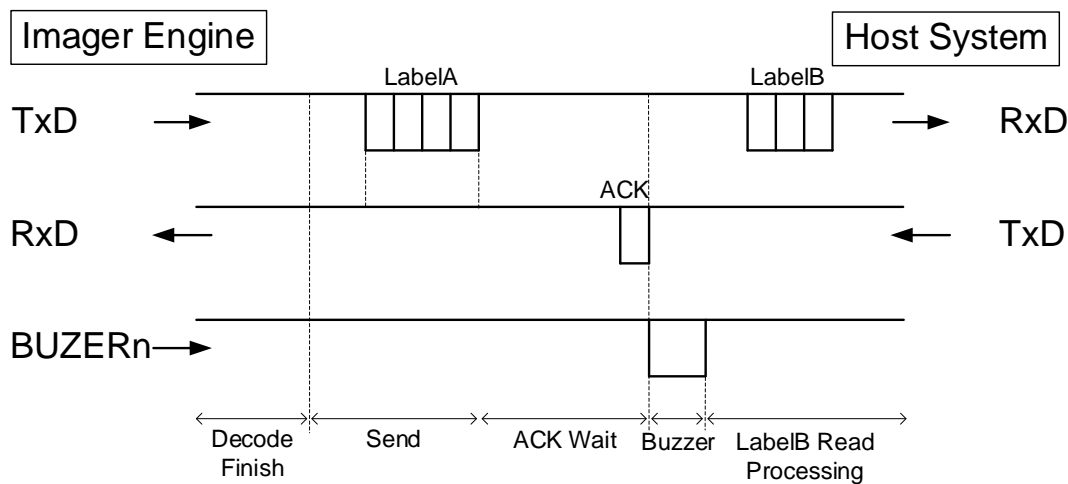 Imager Engine
Host System
LabelA
LabelB
TxD
RxD
ACK
RxD
TxD
BUZERn
Decode
Finish
Send
ACK Wait
Buzzer
LabelB Read
Processing